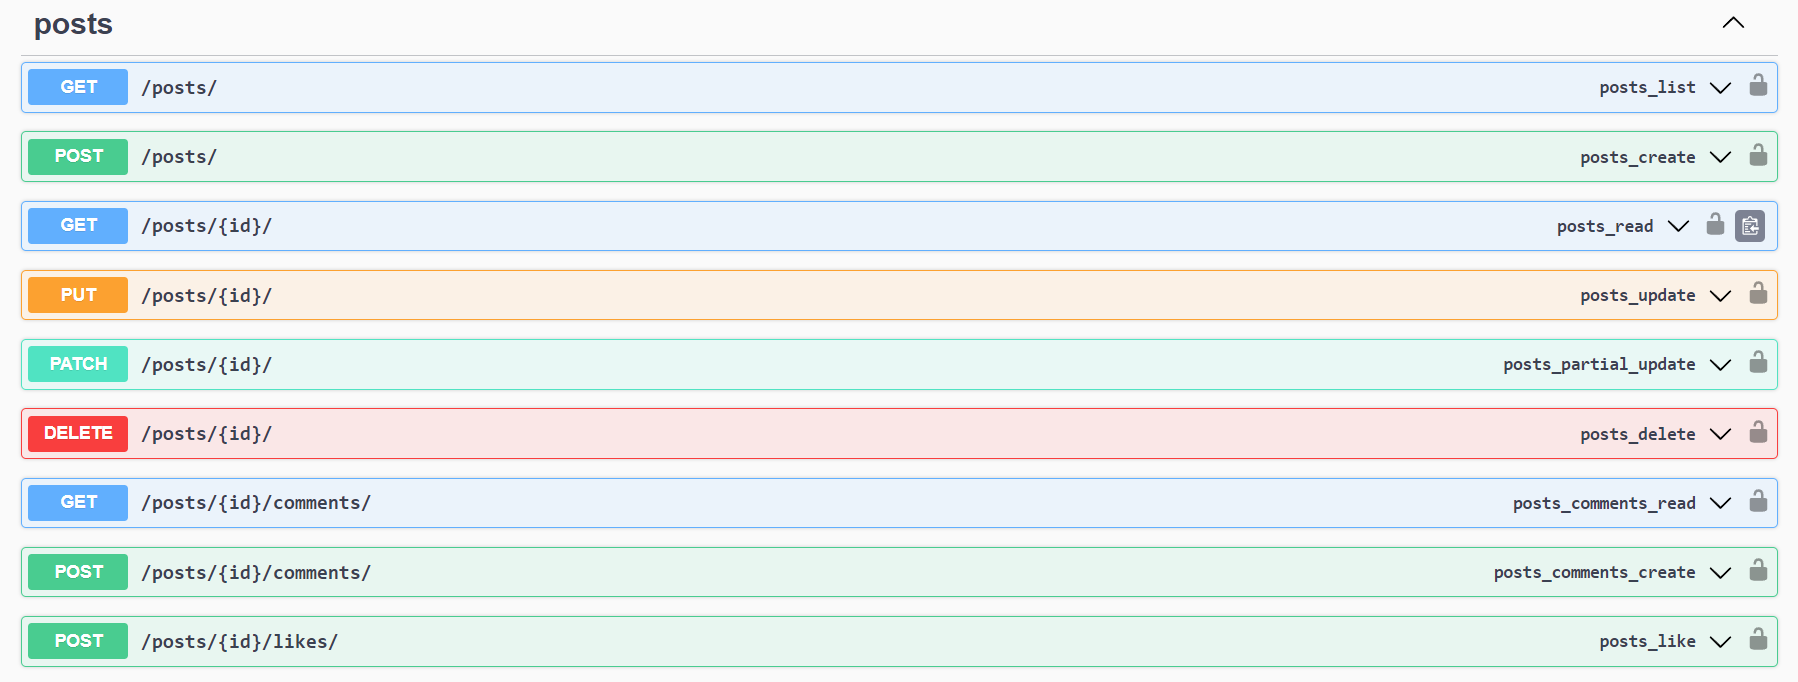 posts
GET /posts/ posts_list
POST /posts/ posts_create
GET /posts/{id}/ posts_read
PUT /posts/{id}/ posts_update
PATCH /posts/{id}/ posts_partial_update
DELETE /posts/{id}/ posts_delete
GET /posts/{id}/comments/ posts_comments_read
POST /posts/{id}/comments/ posts_comments_create
POST /posts/{id}/likes/ posts_like